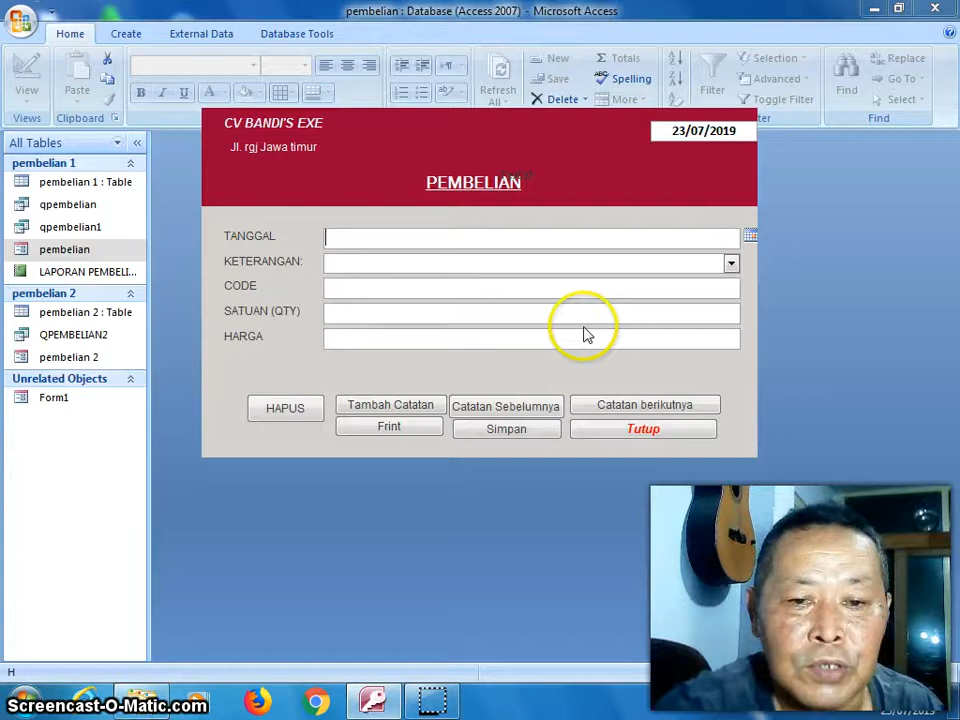 pembelian : Database (Access 2007) - Microsoft Access
Home Create External Data Database Tools
View
Paste
B I U A
Refresh All
New
Save
Delete
Totals
Spelling
More
Filter
Selection
Advanced
Toggle Filter
Find
Replace
Go To
Select
Views Clipboard Find
All Tables
pembelian 1
pembelian 1 : Table
qpembelian
qpembelian1
pembelian
LAPORAN PEMBELI...
pembelian 2
pembelian 2 : Table
QPEMBELIAN2
pembelian 2
Unrelated Objects
Form1
CV BANDI'S EXE
23/07/2019
Jl. rgj Jawa timur
PEMBELIAN
TANGGAL
KETERANGAN:
CODE
SATUAN (QTY)
HARGA
HAPUS
Tambah Catatan
Catatan Sebelumnya
Catatan berikutnya
Frint
Simpan
Tutup
H
Screencast-O-Matic.com
23/07/2019